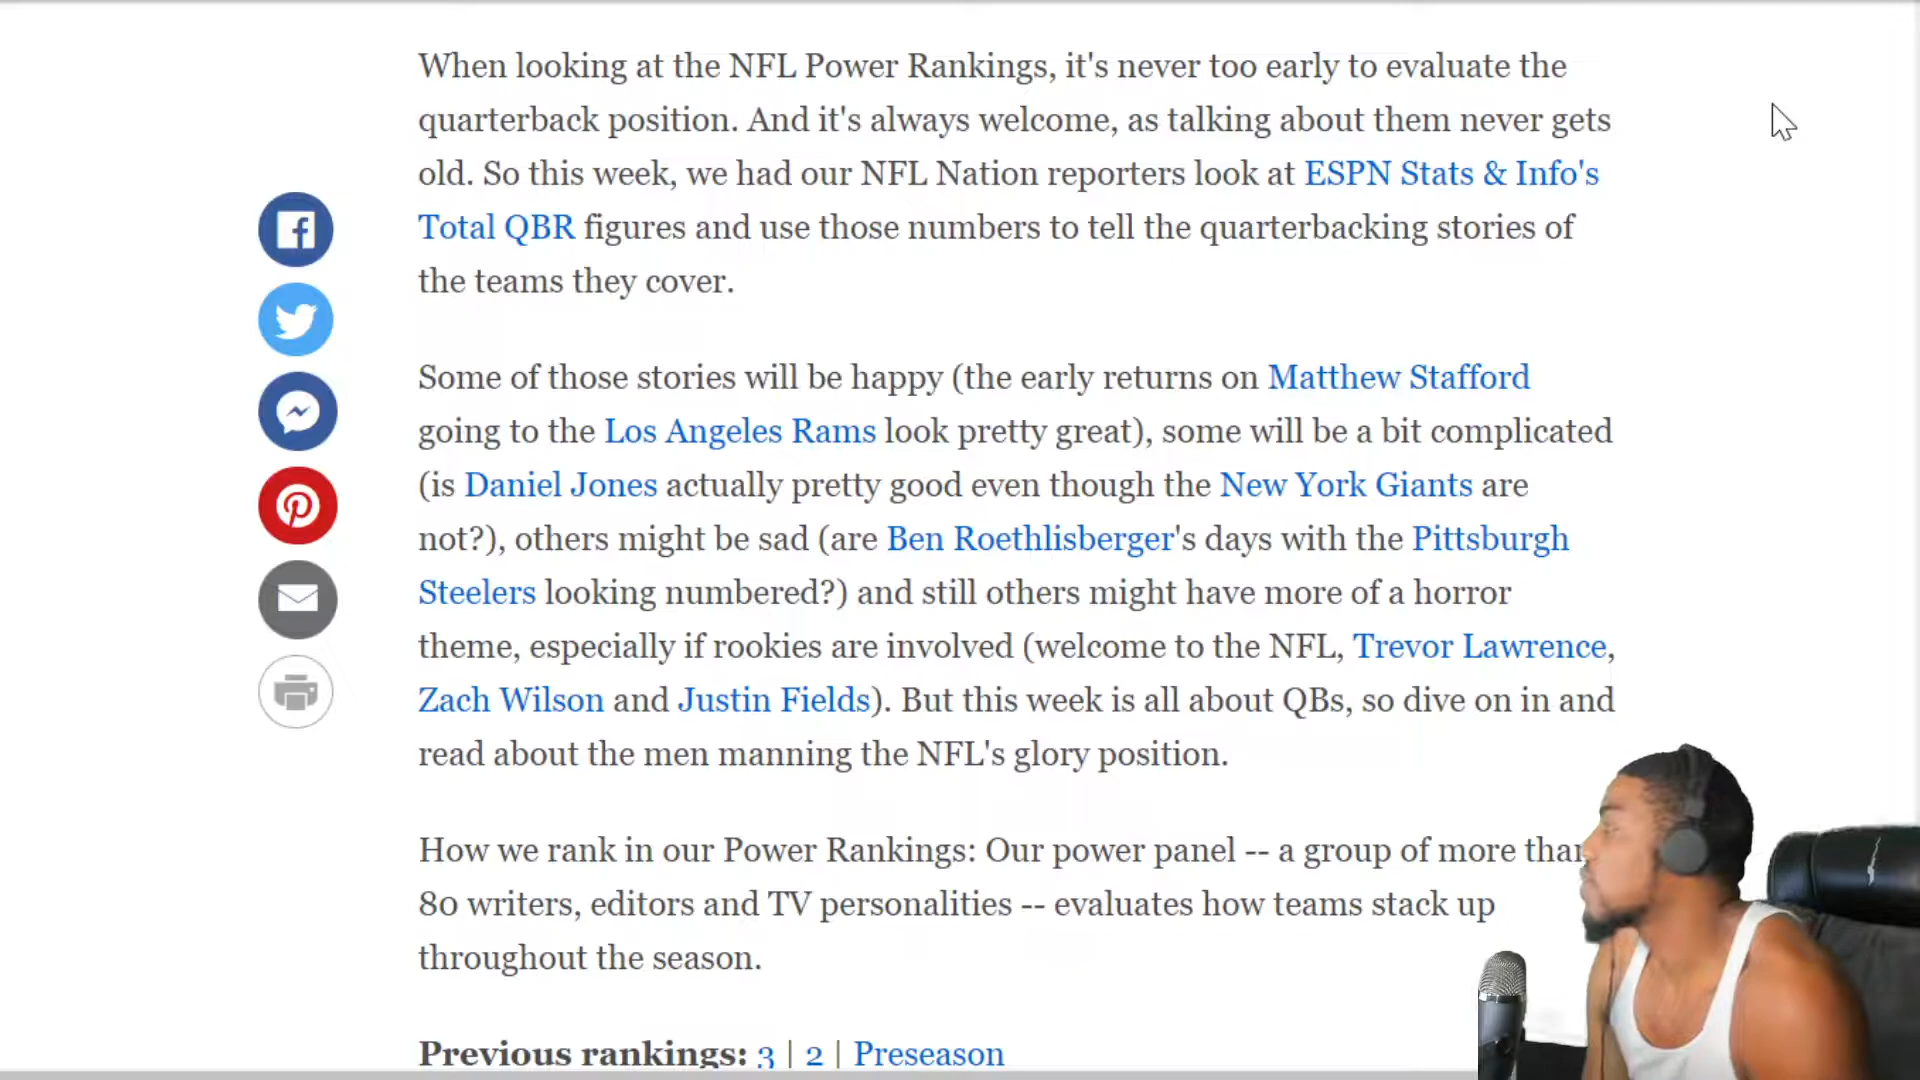 When looking at the NFL Power Rankings, it's never too early to evaluate the
quarterback position. And it's always welcome, as talking about them never gets
old. So this week, we had our NFL Nation reporters look at ESPN Stats & Info's
Total QBR figures and use those numbers to tell the quarterbacking stories of
the teams they cover.
Some of those stories will be happy (the early returns on Matthew Stafford
going to the Los Angeles Rams look pretty great), some will be a bit complicated
(is Daniel Jones actually pretty good even though the New York Giants are
not?), others might be sad (are Ben Roethlisberger's days with the Pittsburgh
Steelers looking numbered?) and still others might have more of a horror
theme, especially if rookies are involved (welcome to the NFL, Trevor Lawrence,
Zach Wilson and Justin Fields). But this week is all about QBs, so dive on in and
read about the men manning the NFL's glory position.
How we rank in our Power Rankings: Our power panel -- a group of more than
80 writers, editors and TV personalities -- evaluates how teams stack up
throughout the season.
Previous rankings: 3 | 2 | Preseason